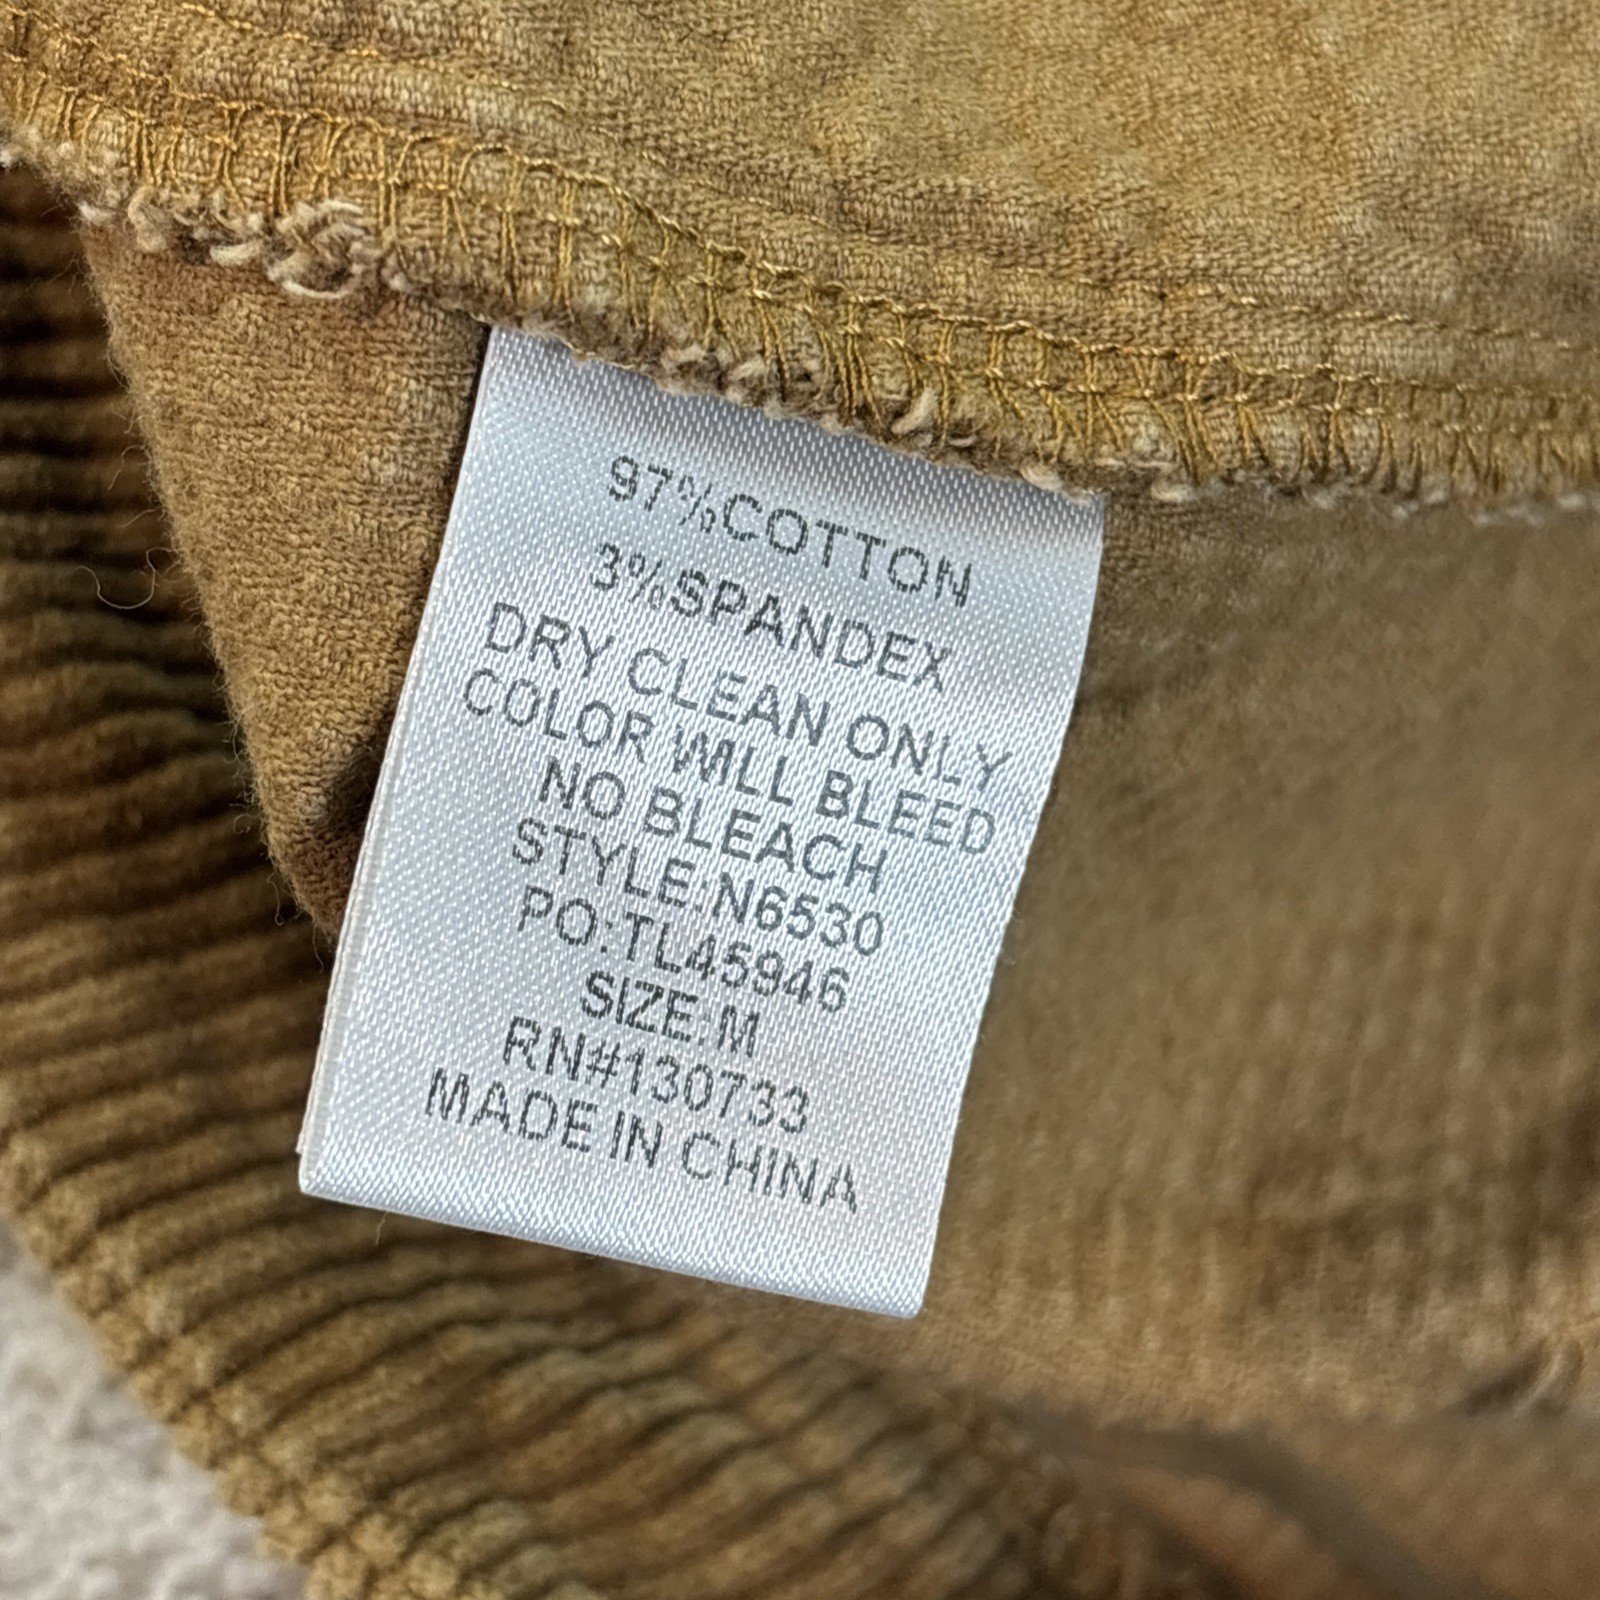 97%COTTON
3%SPANDEX
DRY CLEAN ONLY
COLOR WILL BLEED
NO BLEACH
STYLE:N6530
PO:TL45946
SIZE:M
RN#130733
MADE IN CHINA